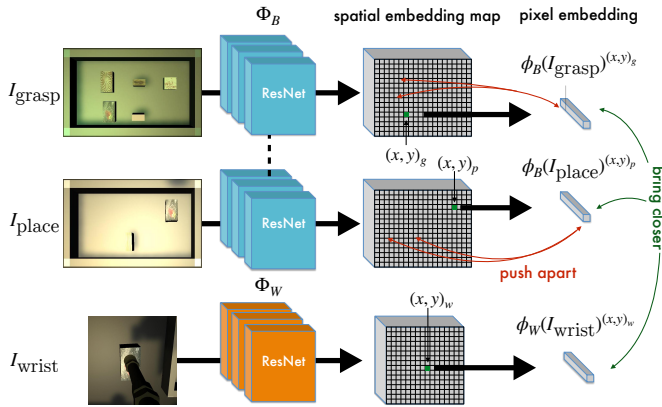 Φ_B
spatial embedding map
pixel embedding
I_grasp
ResNet
ϕ_B(I_grasp)^(x,y)_g
(x, y)_g
(x, y)_p
ϕ_B(I_place)^(x,y)_p
I_place
ResNet
push apart
bring closer
Φ_W
(x, y)_w
I_wrist
ResNet
ϕ_W(I_wrist)^(x,y)_w